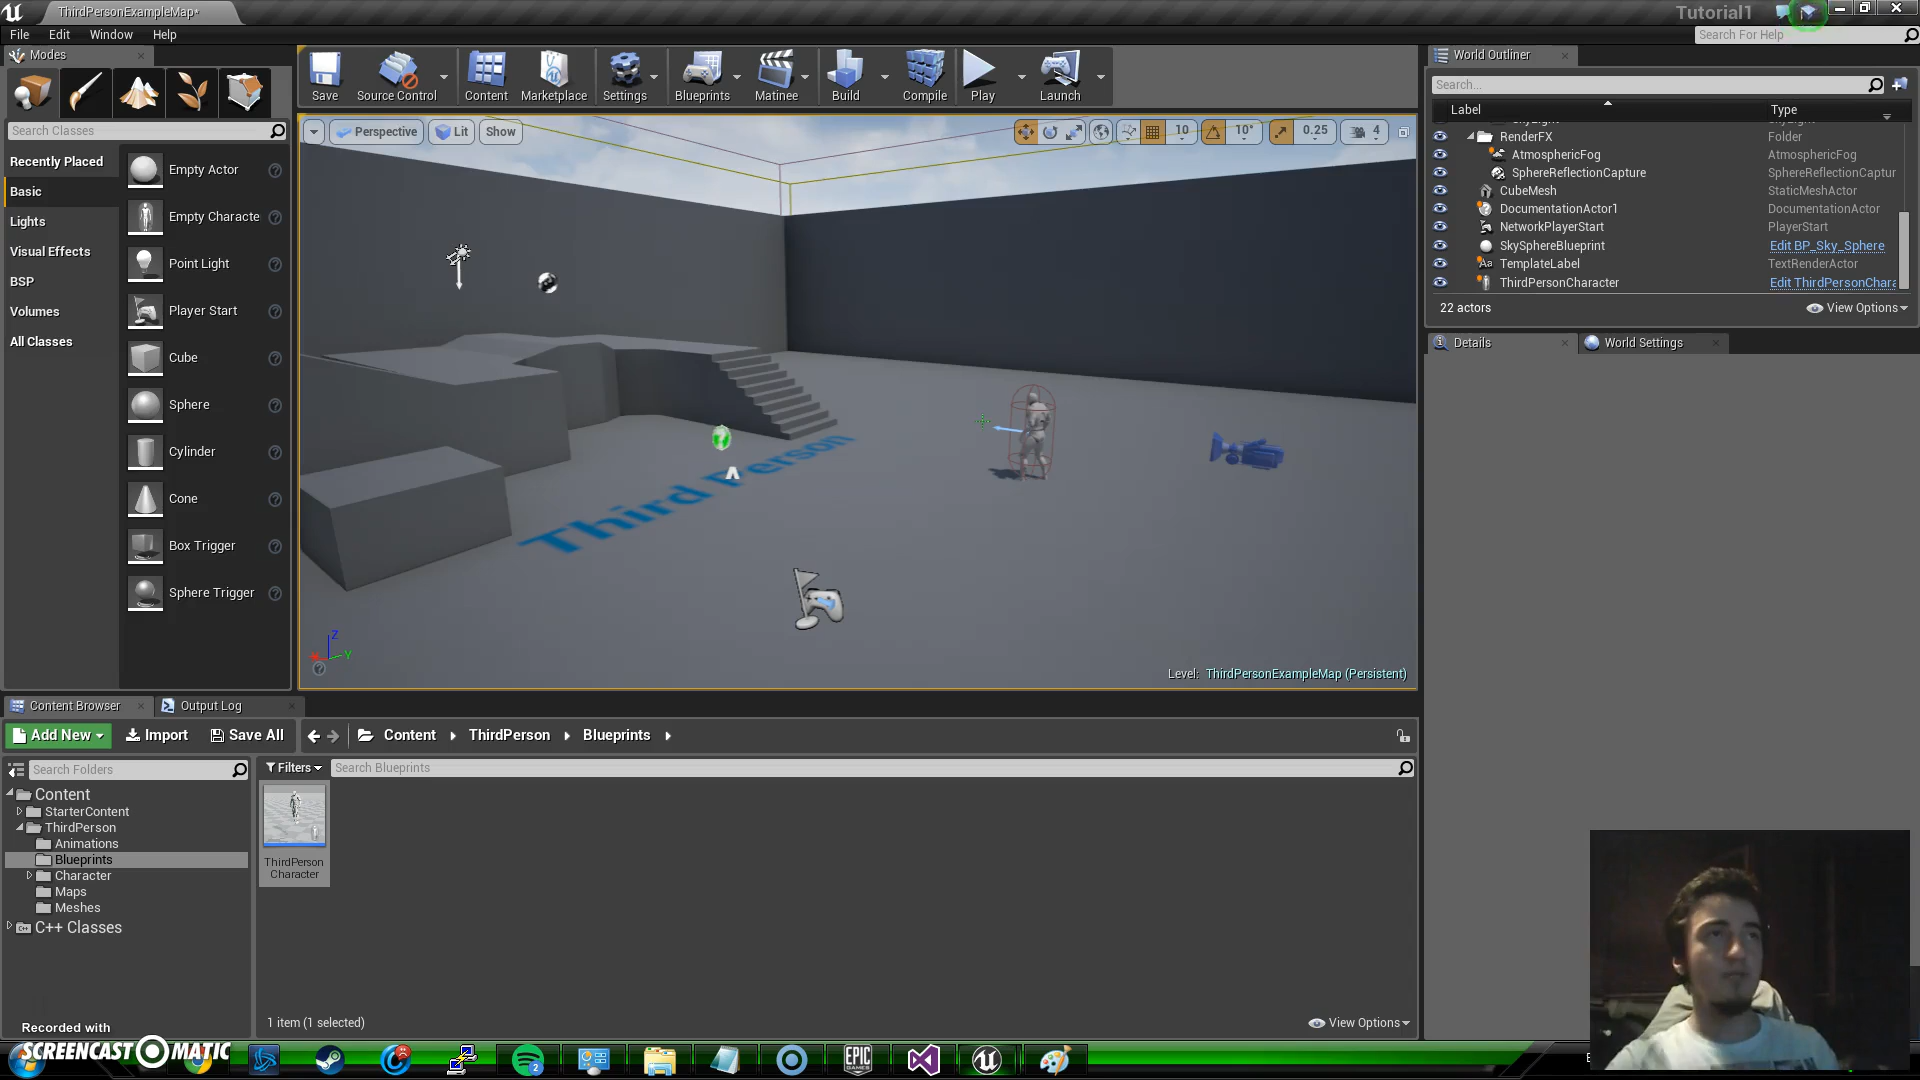 ThirdPersonExampleMap*
Tutorial1
File Edit Window Help
Search For Help
Modes
Save Source Control Content Marketplace Settings Blueprints Matinee Build Compile Play Launch
World Outliner
Search...
Label Type
Search Classes
Perspective Lit Show
10 10° 0.25 4
RenderFX Folder
AtmosphericFog AtmosphericFog
SphereReflectionCapture SphereReflectionCaptur
CubeMesh StaticMeshActor
DocumentationActor1 DocumentationActor
NetworkPlayerStart PlayerStart
SkySphereBlueprint Edit BP_Sky_Sphere
TemplateLabel TextRenderActor
ThirdPersonCharacter Edit ThirdPersonChara
22 actors View Options
Details World Settings
Recently Placed
Basic
Lights
Visual Effects
BSP
Volumes
All Classes
Empty Actor
Empty Characte
Point Light
Player Start
Cube
Sphere
Cylinder
Cone
Box Trigger
Sphere Trigger
Third Person
Z
Y
Level: ThirdPersonExampleMap (Persistent)
Content Browser Output Log
Add New Import Save All Content ThirdPerson Blueprints
Search Folders
Filters Search Blueprints
Content
StarterContent
ThirdPerson
Animations
Blueprints
Character
Maps
Meshes
C++ Classes
ThirdPerson
Character
1 item (1 selected) View Options
Recorded with
SCREENCAST MATIC
2
EPIC
GAMES